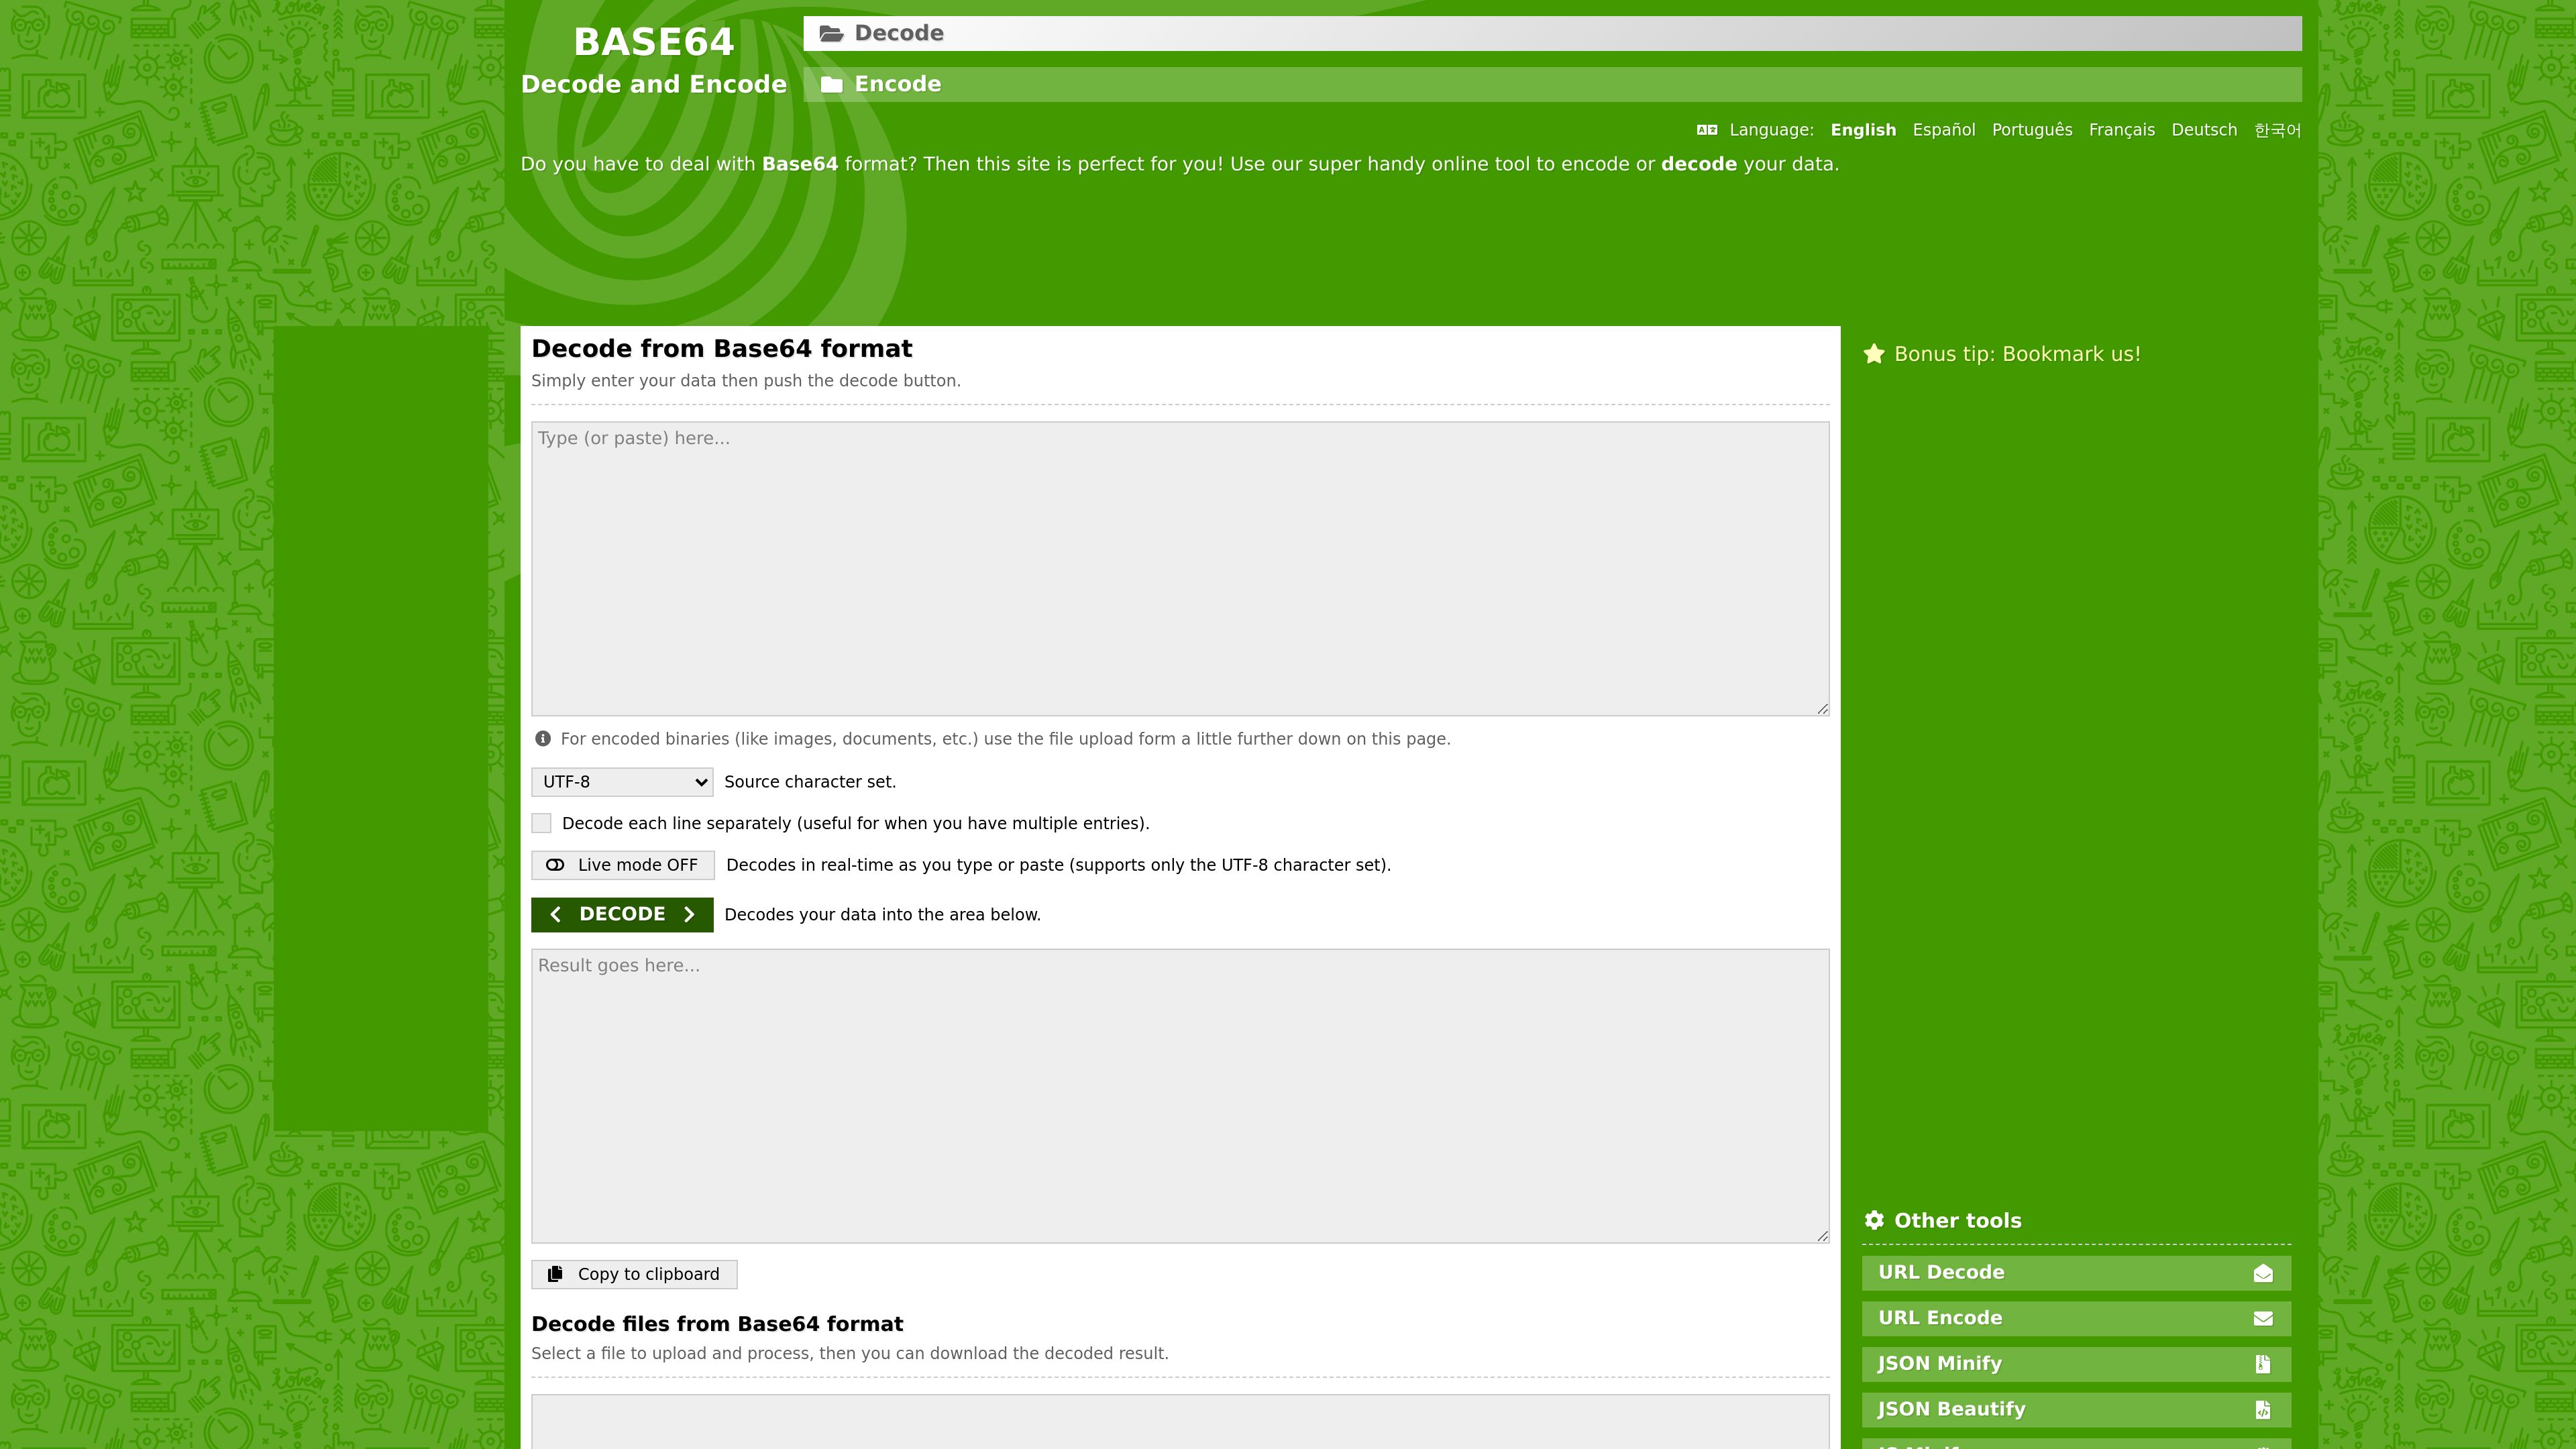 BASE64
Decode and Encode
Decode
Encode
Language: English Español Português Français Deutsch 한국어
Do you have to deal with Base64 format? Then this site is perfect for you! Use our super handy online tool to encode or decode your data.
Decode from Base64 format
Simply enter your data then push the decode button.
Type (or paste) here...
For encoded binaries (like images, documents, etc.) use the file upload form a little further down on this page.
UTF-8 Source character set.
Decode each line separately (useful for when you have multiple entries).
Live mode OFF Decodes in real-time as you type or paste (supports only the UTF-8 character set).
DECODE Decodes your data into the area below.
Result goes here...
Copy to clipboard
Decode files from Base64 format
Select a file to upload and process, then you can download the decoded result.
Bonus tip: Bookmark us!
Other tools
URL Decode
URL Encode
JSON Minify
JSON Beautify